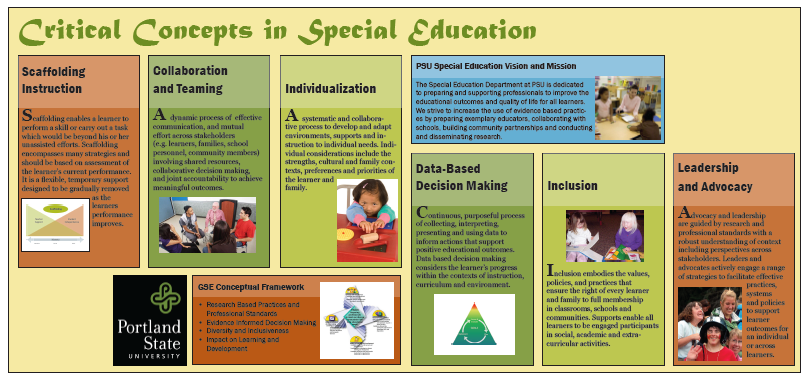 Critical Concepts in Special Education
Scaffolding
Instruction
Scaffolding enables a learner to
perform a skill or carry out a task
which would be beyond his or her
unassisted efforts. Scaffolding
encompasses many strategies and
should be based on assessment of
the learner's current performance.
It is a flexible, temporary support
designed to be gradually removed
as the
learners
performance
improves.
Collaboration
and Teaming
A dynamic process of effective
communication, and mutual
effort across stakeholders
(e.g. learners, families, school
personnel, community members)
involving shared resources,
collaborative decision making,
and joint accountability to achieve
meaningful outcomes.
Individualization
A systematic and collabora-
tive process to develop and adapt
environments, supports and in-
struction to individual needs. Indi-
vidual considerations include the
strengths, cultural and family con-
texts, preferences and priorities of
the learner and
family.
PSU Special Education Vision and Mission
The Special Education Department at PSU is dedicated
to preparing and supporting professionals to improve the
educational outcomes and quality of life for all learners.
We strive to increase the use of evidence based practic-
es by preparing exemplary educators, collaborating with
schools, building community partnerships and conducting
and disseminating research.
Data-Based
Decision Making
Continuous, purposeful process
of collecting, interpreting,
presenting and using data to
inform actions that support
positive educational outcomes.
Data based decision making
considers the learner's progress
within the contexts of instruction,
curriculum and environment.
Inclusion
Inclusion embodies the values,
policies, and practices that
ensure the right of every learner
and family to full membership
in classrooms, schools and
communities. Supports enable all
learners to be engaged participants
in social, academic and extra-
curricular activities.
Leadership
and Advocacy
Advocacy and leadership
are guided by research and
professional standards with a
robust understanding of context
including perspectives across
stakeholders. Leaders and
advocates actively engage a range
of strategies to facilitate effective
practices,
systems
and policies
to support
learner
outcomes for
an individual
or across
learners.
Portland
State
UNIVERSITY
GSE Conceptual Framework
• Research Based Practices and
Professional Standards
• Evidence Informed Decision Making
• Diversity and Inclusiveness
• Impact on Learning and
Development